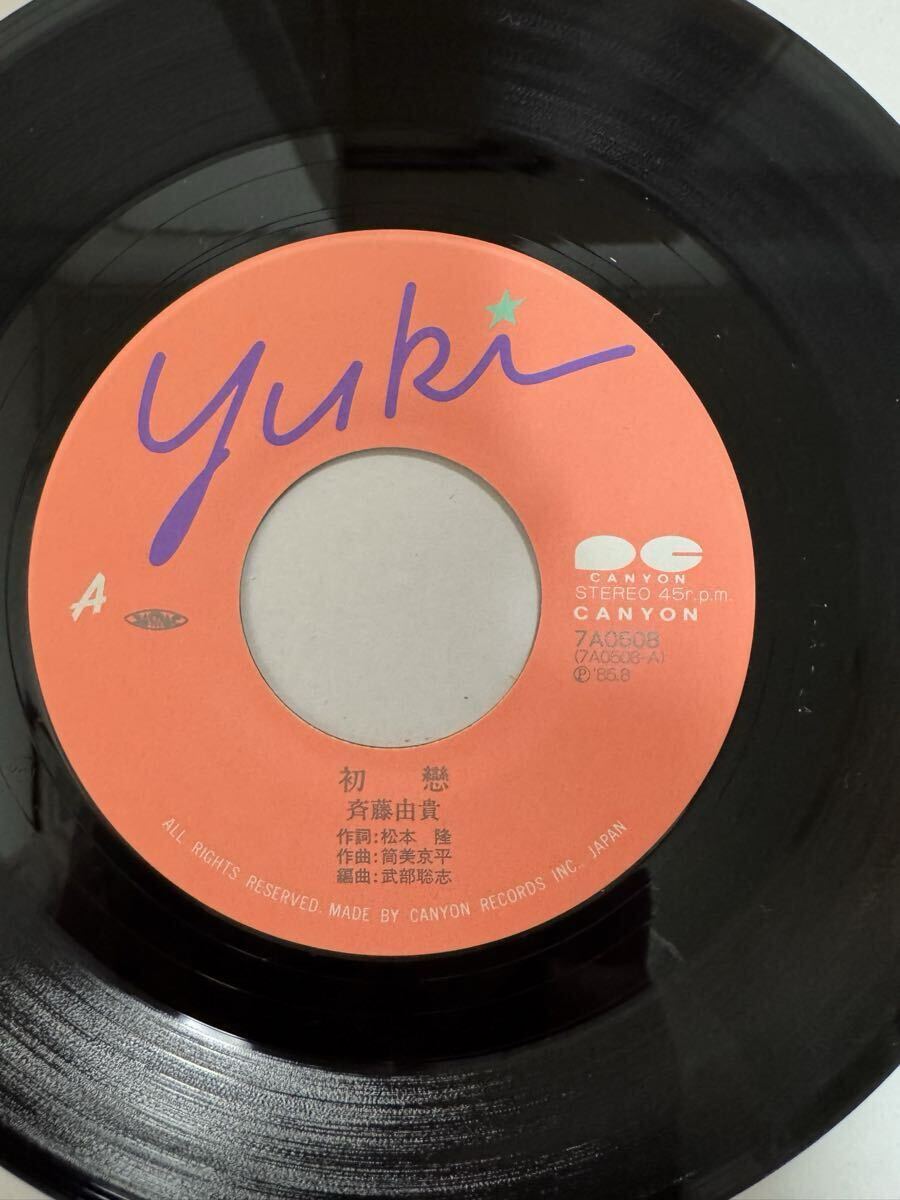 yuki
A
CANYON
STEREO 45r.p.m.
CANYON
7A0508
(7A0508-A)
Ⓟ '85.8
初 戀
斉藤由貴
作詞:松本 隆
作曲:筒美京平
編曲:武部聡志
ALL RIGHTS RESERVED. MADE BY CANYON RECORDS INC., JAPAN